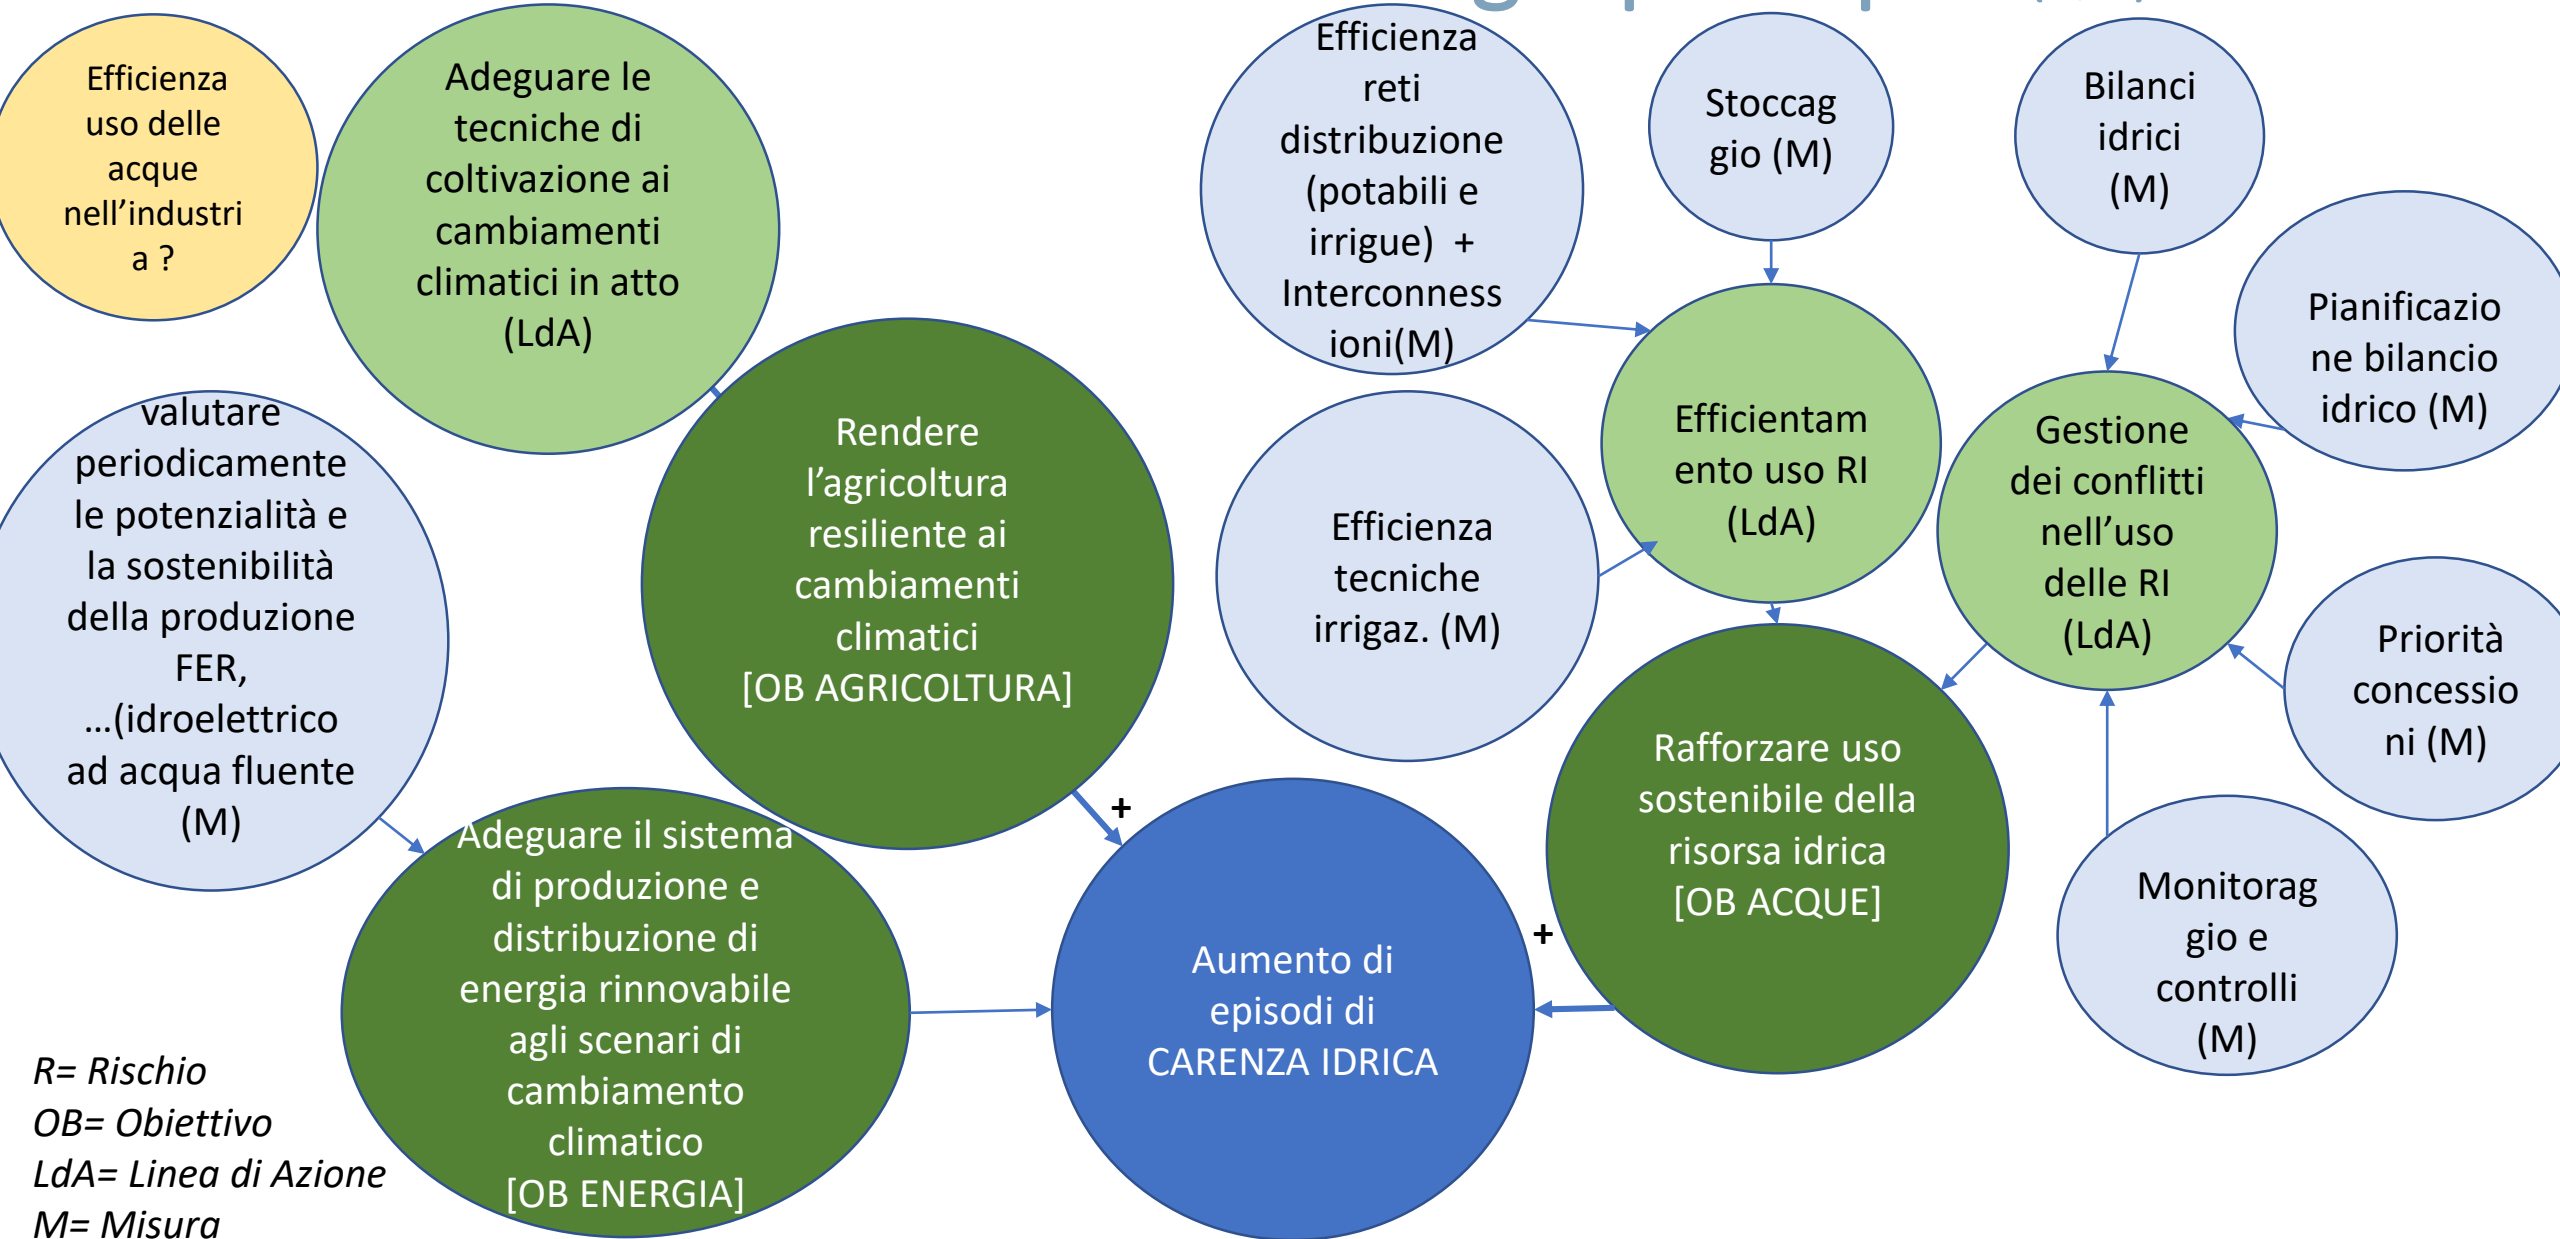 Efficienza
uso delle
acque
nell’industri
a ?
Adeguare le
tecniche di
coltivazione ai
cambiamenti
climatici in atto
(LdA)
Efficienza
reti
distribuzione
(potabili e
irrigue) +
Interconness
ioni(M)
Stoccag
gio (M)
Bilanci
idrici
(M)
Pianificazio
ne bilancio
idrico (M)
valutare
periodicamente
le potenzialità e
la sostenibilità
della produzione
FER,
...(idroelettrico
ad acqua fluente
(M)
Rendere
l’agricoltura
resiliente ai
cambiamenti
climatici
[OB AGRICOLTURA]
Efficienza
tecniche
irrigaz. (M)
Efficientam
ento uso RI
(LdA)
Gestione
dei conflitti
nell’uso
delle RI
(LdA)
Priorità
concessio
ni (M)
Adeguare il sistema
di produzione e
distribuzione di
energia rinnovabile
agli scenari di
cambiamento
climatico
[OB ENERGIA]
+
Aumento di
episodi di
CARENZA IDRICA
+
Rafforzare uso
sostenibile della
risorsa idrica
[OB ACQUE]
Monitorag
gio e
controlli
(M)
R= Rischio
OB= Obiettivo
LdA= Linea di Azione
M= Misura